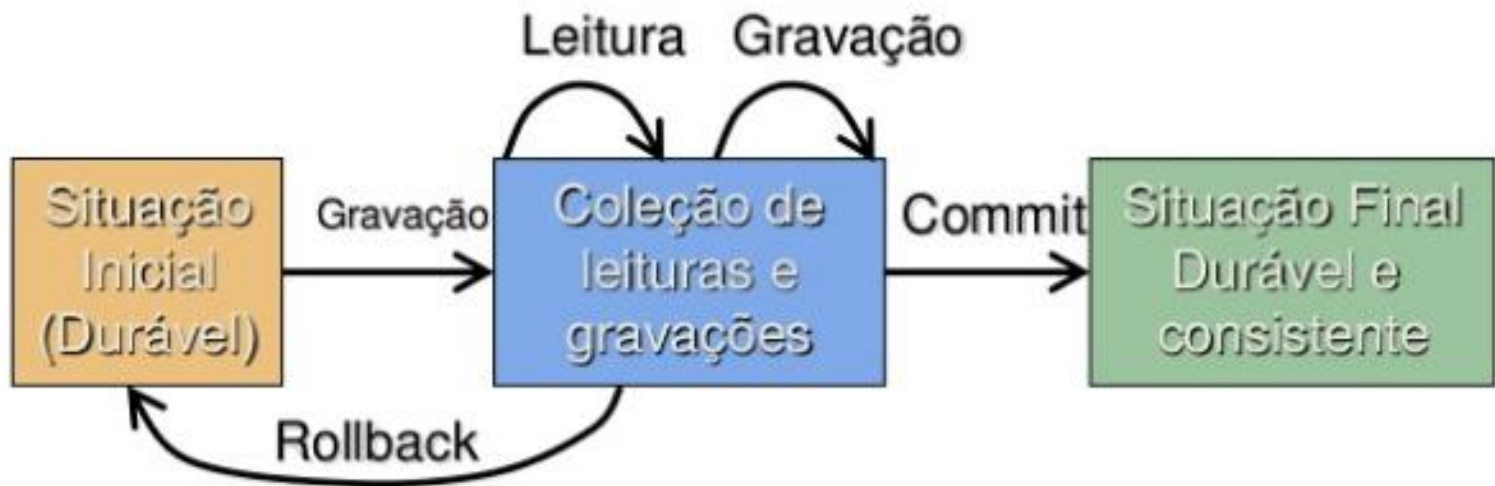 Leitura Gravação
Situação
Inicial
(Durável)
Gravação
Coleção de
leituras e
gravações
Commit
Situação Final
Durável e
consistente
Rollback